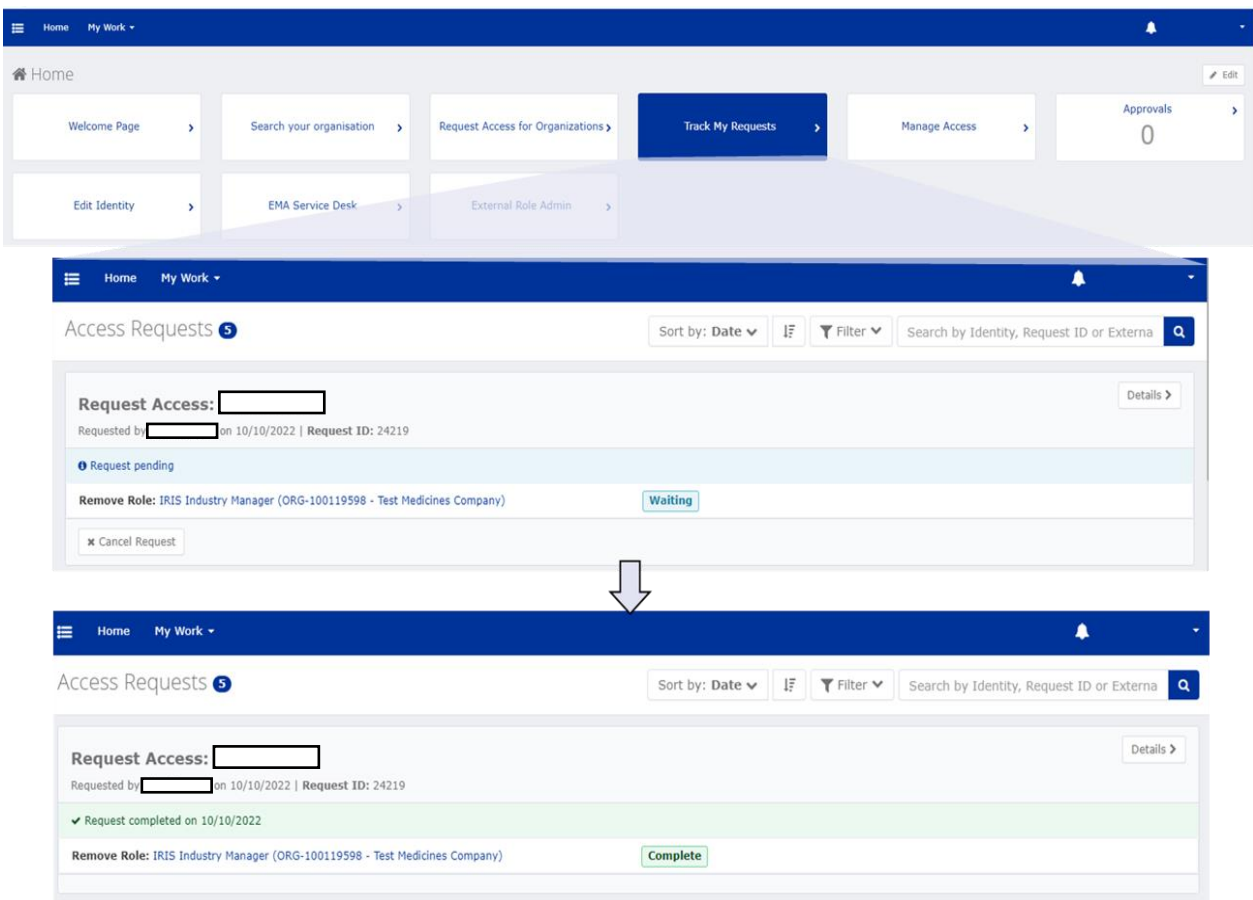 Home My Work
Home
Edit
Welcome Page
Search your organisation
Request Access for Organizations
Track My Requests
Manage Access
Approvals
0
Edit Identity
EMA Service Desk
External Role Admin
Home My Work
Access Requests 5
Sort by: Date
Filter
Search by Identity, Request ID or Externa
Request Access:
Details
Requested by on 10/10/2022 | Request ID: 24219
Request pending
Remove Role: IRIS Industry Manager (ORG-100119598 - Test Medicines Company)
Waiting
Cancel Request
Home My Work
Access Requests 5
Sort by: Date
Filter
Search by Identity, Request ID or Externa
Request Access:
Details
Requested by on 10/10/2022 | Request ID: 24219
Request completed on 10/10/2022
Remove Role: IRIS Industry Manager (ORG-100119598 - Test Medicines Company)
Complete